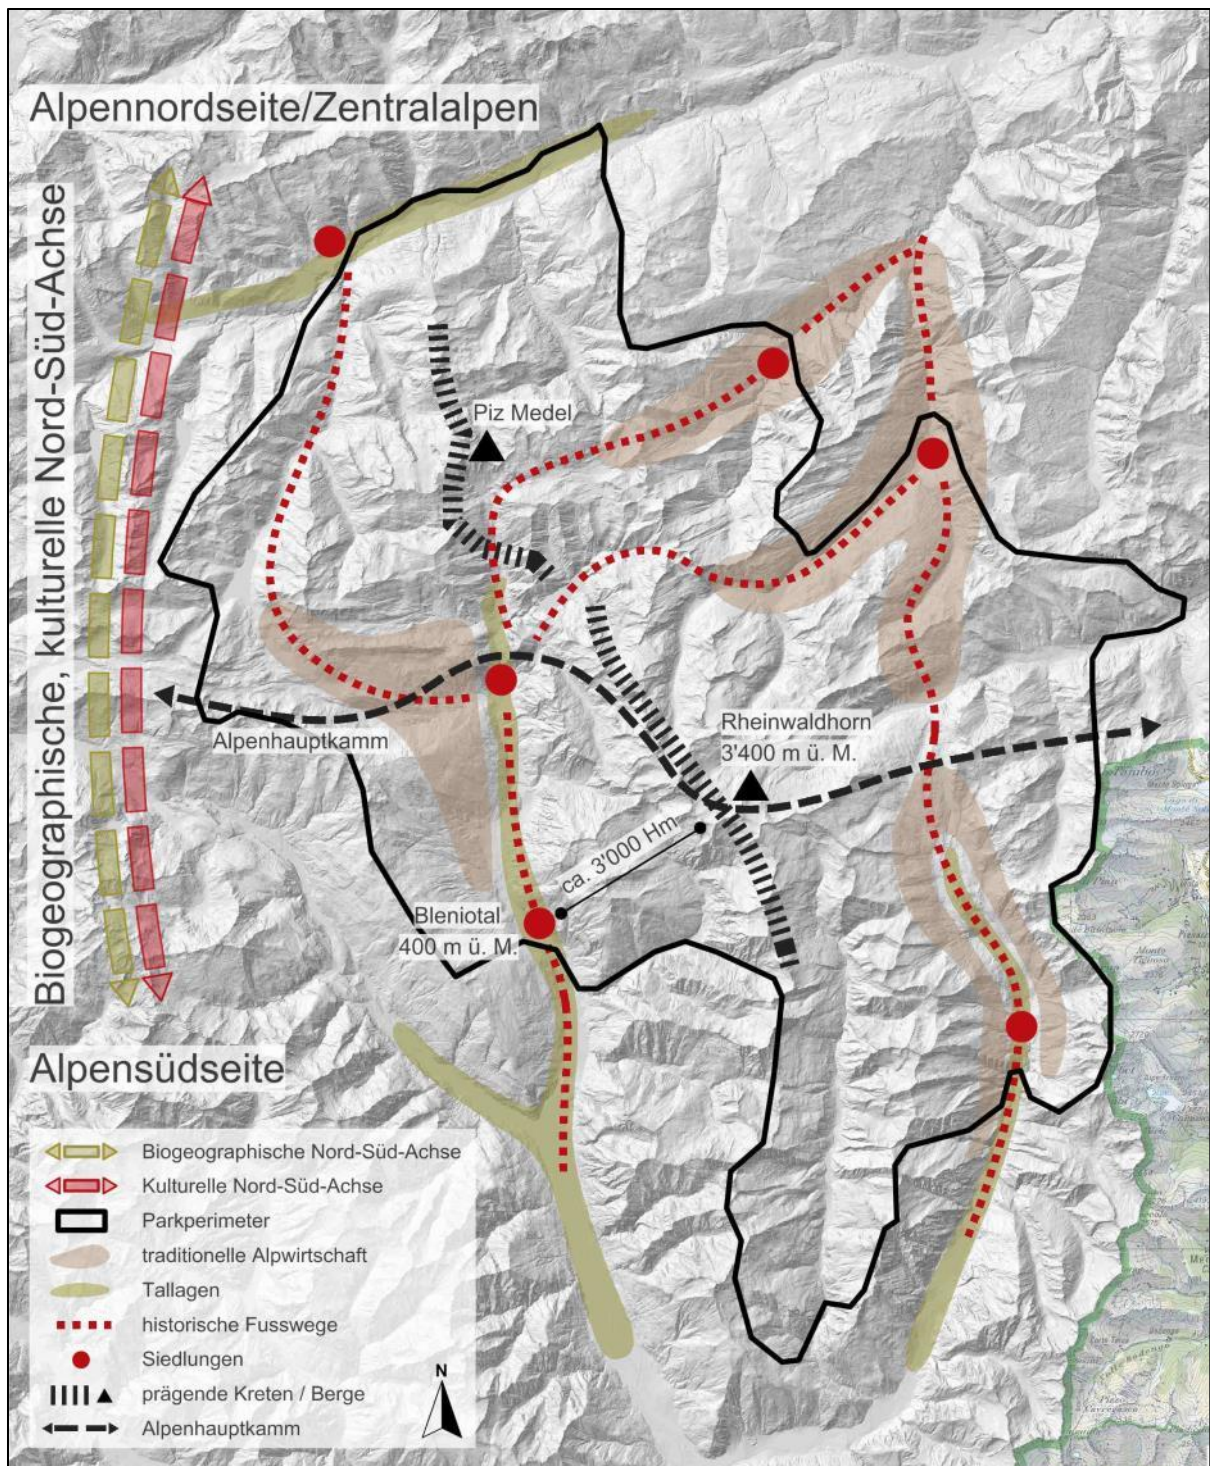 Alpennordseite/Zentralalpen
Biogeographische, kulturelle Nord-Süd-Achse
Piz Medel
Rheinwaldhorn
3'400 m ü. M.
Alpenhauptkamm
ca. 3'000 Hm
Bleniotal
400 m ü. M.
Alpensüdseite
Biogeographische Nord-Süd-Achse
Kulturelle Nord-Süd-Achse
Parkperimeter
traditionelle Alpwirtschaft
Tallagen
historische Fusswege
Siedlungen
prägende Kreten / Berge
Alpenhauptkamm
N